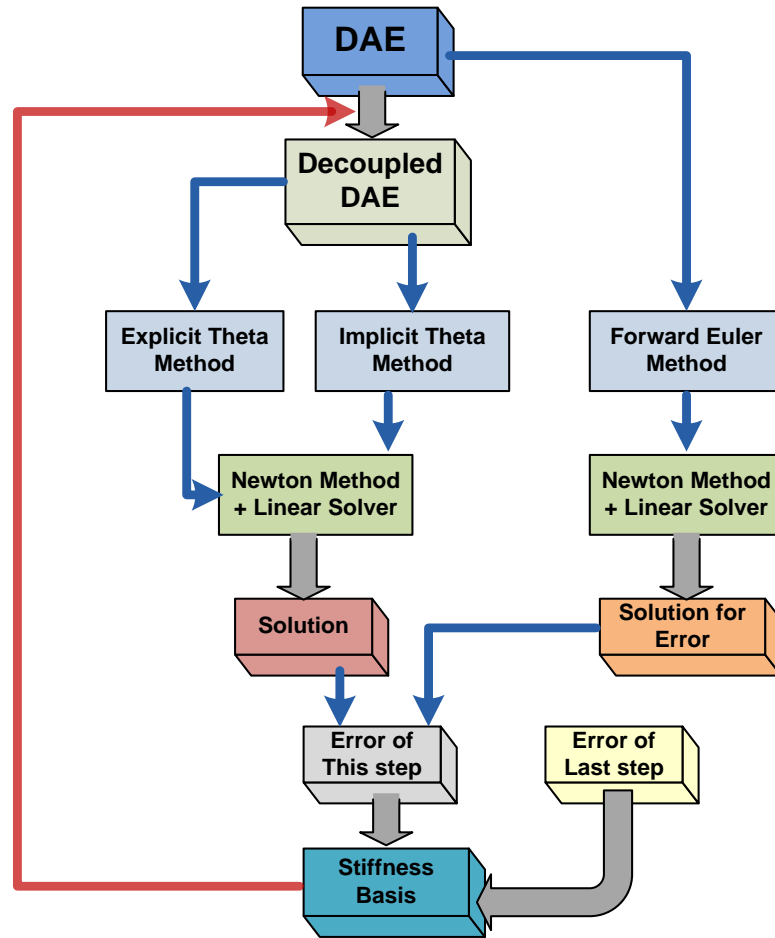 DAE
Decoupled
DAE
Explicit Theta
Method
Implicit Theta
Method
Forward Euler
Method
Newton Method
+ Linear Solver
Newton Method
+ Linear Solver
Solution
Solution for
Error
Error of
This step
Error of
Last step
Stiffness
Basis